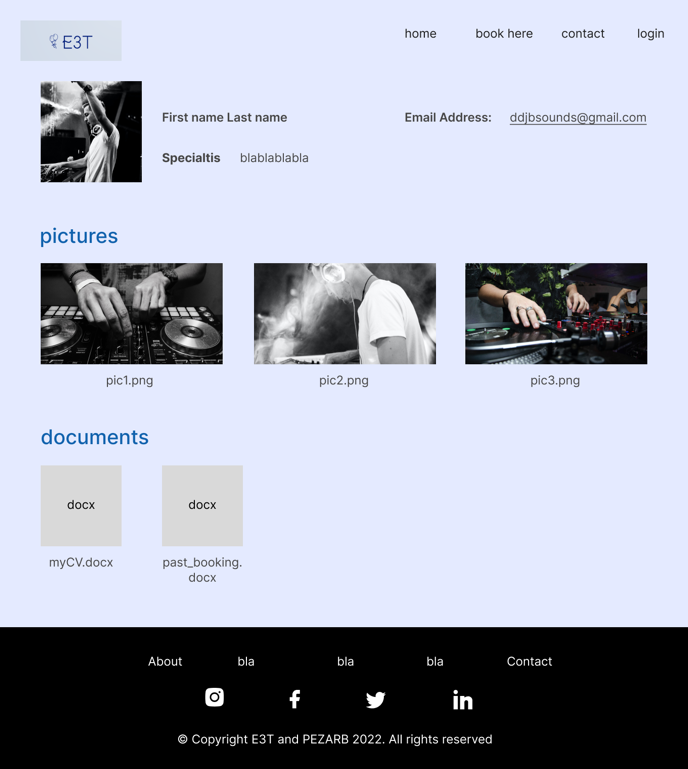 E3T
home book here contact login
First name Last name
Email Address: ddjbsounds@gmail.com
Specialtis blablablabla
pictures
pic1.png pic2.png pic3.png
documents
docx docx
myCV.docx past_booking.
docx
About bla bla bla Contact
© Copyright E3T and PEZARB 2022. All rights reserved